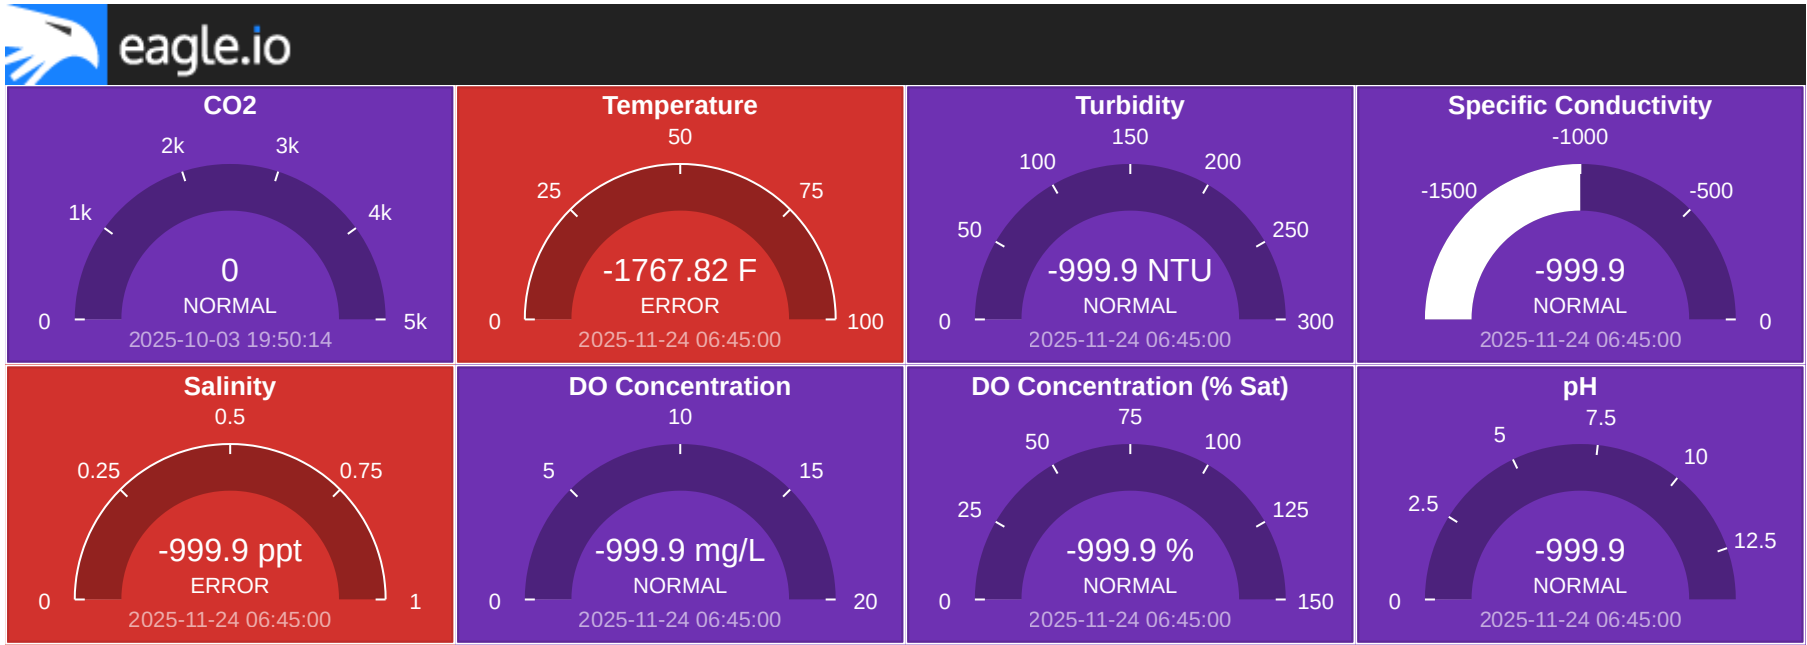 eagle.io
CO2
2k
3k
1k
4k
0
NORMAL
0
5k
2025-10-03 19:50:14
Temperature
50
25
75
-1767.82 F
ERROR
0
100
2025-11-24 06:45:00
Turbidity
150
100
200
50
250
-999.9 NTU
NORMAL
0
300
2025-11-24 06:45:00
Specific Conductivity
-1000
-1500
-500
-999.9
NORMAL
0
2025-11-24 06:45:00
Salinity
0.5
0.25
0.75
-999.9 ppt
ERROR
0
1
2025-11-24 06:45:00
DO Concentration
10
5
15
-999.9 mg/L
NORMAL
0
20
2025-11-24 06:45:00
DO Concentration (% Sat)
75
50
100
25
125
-999.9 %
NORMAL
0
150
2025-11-24 06:45:00
pH
7.5
5
10
2.5
12.5
-999.9
NORMAL
0
2025-11-24 06:45:00